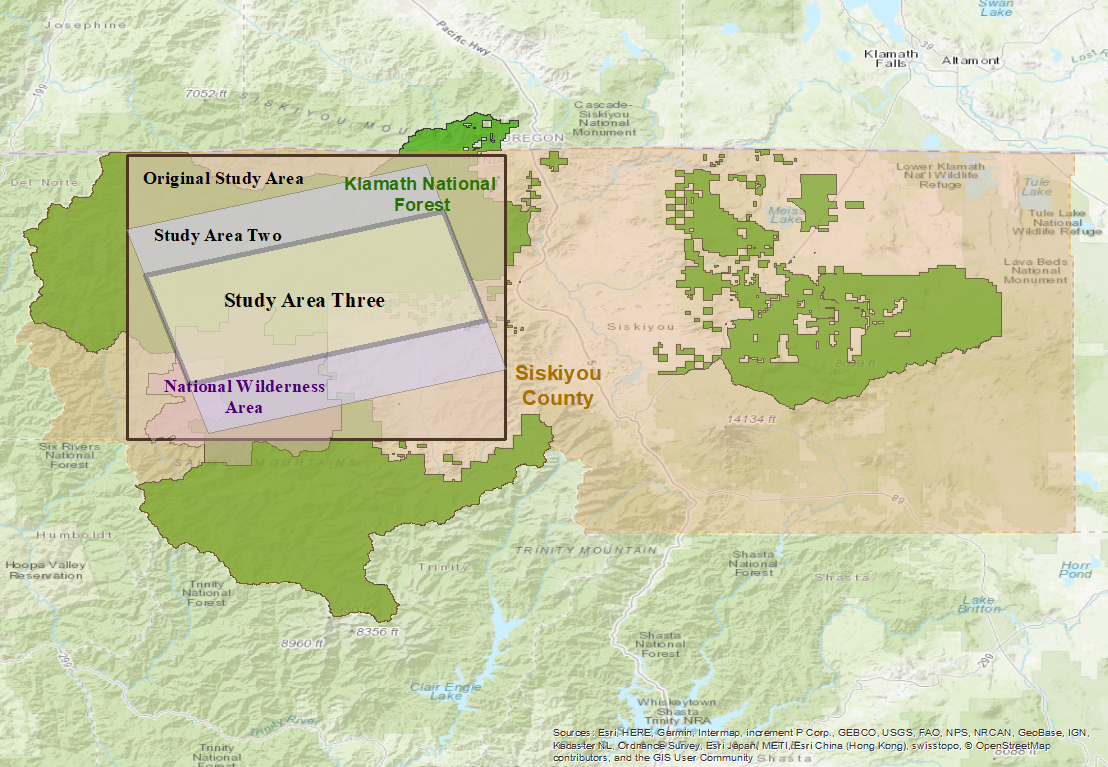 Swan
Lake
Josephine
Pacific Hwy
Klamath
Falls
39
Altamont
Lost R
199
7052 ft
SISKIYOU MOU
Cascade-
Siskiyou
National
Monument
OREGON
Del Norte
Original Study Area
Klamath National
Forest
Lower Klamath
Nat'l Wildlife
Refuge
Tule
Lake
Meiss
Lake
Tule Lake
National
Wildlife Refuge
Study Area Two
Lava Beds
National
Monument
Study Area Three
Siskiyou
5
National Wilderness
Area
Siskiyou
County
14134 ft
Six Rivers
National
Forest
89
Humboldt
Hoopa Valley
Reservation
TRINITY MOUNTAIN
Trinity
Shasta
National
Forest
Shasta
Horr
Pond
Trinity
National
Forest
Lake
Britton
8960 ft
8356 ft
Shasta
National
Forest
299
299
Clair Engle
Lake
Whiskeytown
Shasta
Trinity NRA
Trinity River
Trinity
National
Forest
Shasta
Sources: Esri, HERE, Garmin, Intermap, increment P Corp., GEBCO, USGS, FAO, NPS, NRCAN, GeoBase, IGN,
Kadaster NL, Ordnance Survey, Esri Japan, METI, Esri China (Hong Kong), swisstopo, © OpenStreetMap
contributors, and the GIS User Community